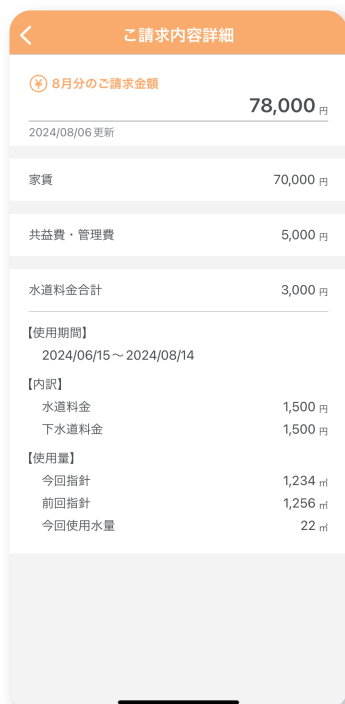 ご請求内容詳細
¥ 8月分のご請求金額
78,000 円
2024/08/06更新
家賃 70,000 円
共益費・管理費 5,000 円
水道料金合計 3,000 円
【使用期間】
2024/06/15～2024/08/14
【内訳】
水道料金 1,500 円
下水道料金 1,500 円
【使用量】
今回指針 1,234 ㎥
前回指針 1,256 ㎥
今回使用水量 22 ㎥